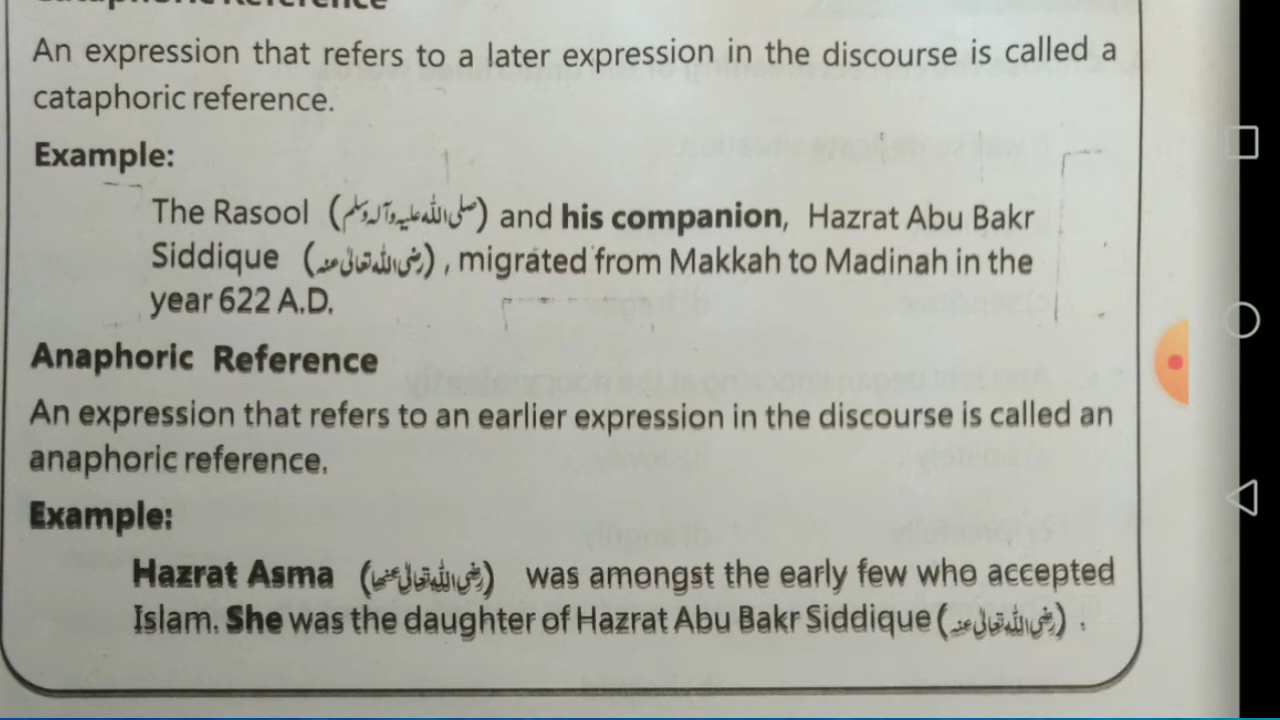 Cataphoric Reference
An expression that refers to a later expression in the discourse is called a
cataphoric reference.
Example:
The Rasool (صلی اللہ علیہ وآلہ وسلم) and his companion, Hazrat Abu Bakr
Siddique (رضی اللہ تعالیٰ عنہ), migrated from Makkah to Madinah in the
year 622 A.D.
Anaphoric Reference
An expression that refers to an earlier expression in the discourse is called an
anaphoric reference.
Example:
Hazrat Asma (رضی اللہ تعالیٰ عنہا) was amongst the early few who accepted
Islam. She was the daughter of Hazrat Abu Bakr Siddique (رضی اللہ تعالیٰ عنہ).